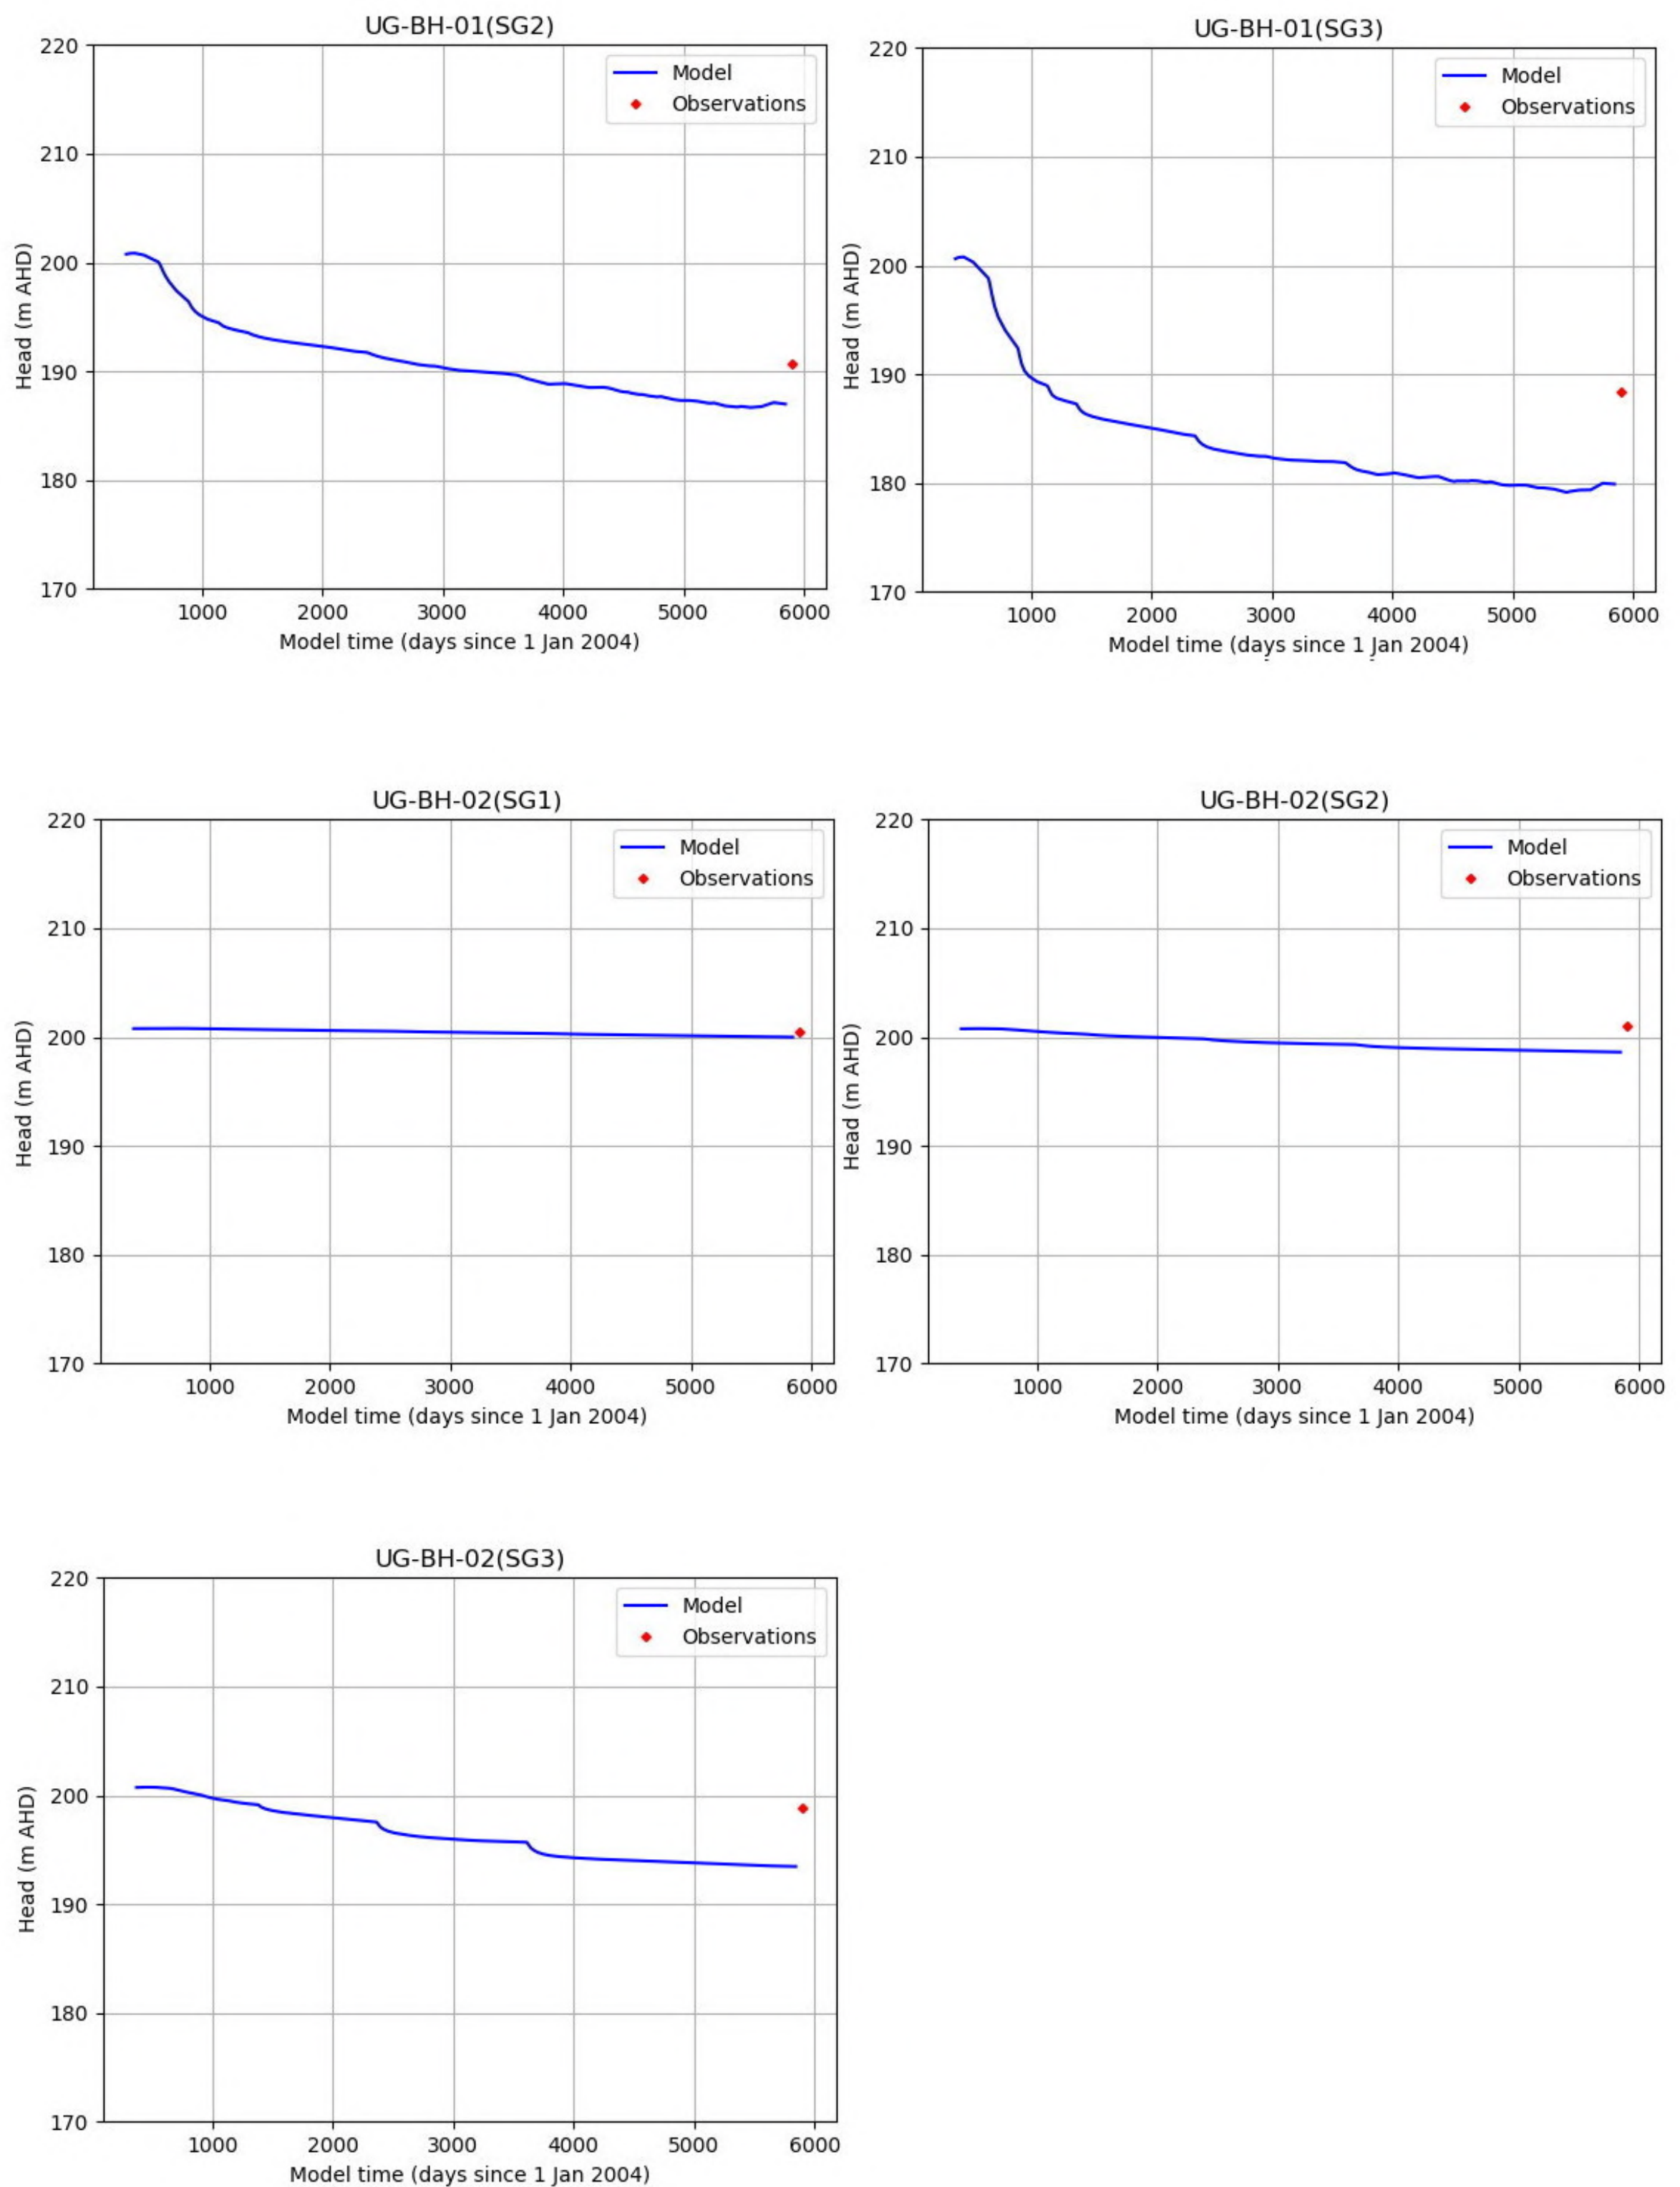 UG-BH-01(SG2)
220
210
200
190
180
170
Head (m AHD)
Model
Observations
1000 2000 3000 4000 5000 6000
Model time (days since 1 Jan 2004)
UG-BH-01(SG3)
220
210
200
190
180
170
Head (m AHD)
Model
Observations
1000 2000 3000 4000 5000 6000
Model time (days since 1 Jan 2004)
UG-BH-02(SG1)
220
210
200
190
180
170
Head (m AHD)
Model
Observations
1000 2000 3000 4000 5000 6000
Model time (days since 1 Jan 2004)
UG-BH-02(SG2)
220
210
200
190
180
170
Head (m AHD)
Model
Observations
1000 2000 3000 4000 5000 6000
Model time (days since 1 Jan 2004)
UG-BH-02(SG3)
220
210
200
190
180
170
Head (m AHD)
Model
Observations
1000 2000 3000 4000 5000 6000
Model time (days since 1 Jan 2004)